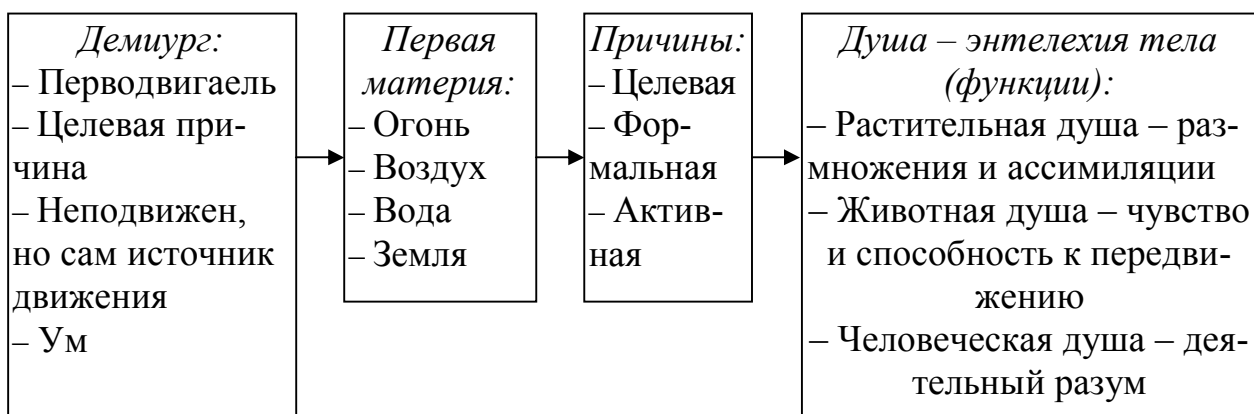 Демиург:
– Перводвигаель
– Целевая при-
чина
– Неподвижен,
но сам источник
движения
– Ум
Первая
материя:
– Огонь
– Воздух
– Вода
– Земля
Причины:
– Целевая
– Фор-
мальная
– Актив-
ная
Душа – энтелехия тела
(функции):
– Растительная душа – раз-
множения и ассимиляции
– Животная душа – чувство
и способность к передви-
жению
– Человеческая душа – дея-
тельный разум